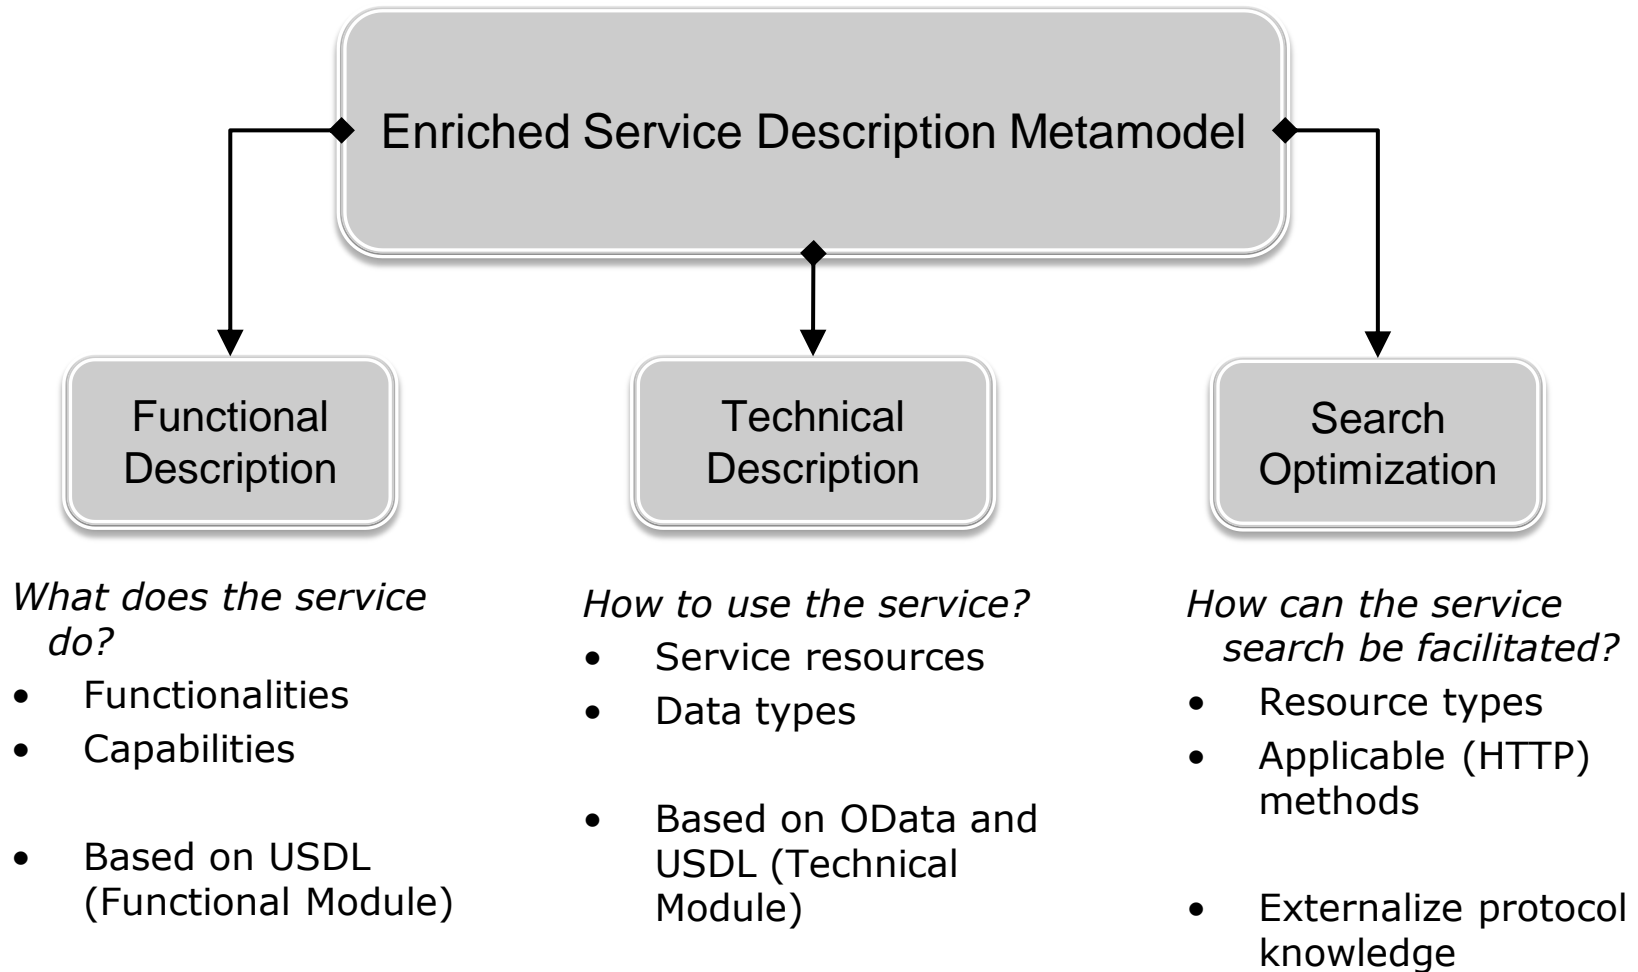 Enriched Service Description Metamodel
Functional
Description
What does the service
do?
• Functionalities
• Capabilities
• Based on USDL
(Functional Module)
Technical
Description
How to use the service?
• Service resources
• Data types
• Based on OData and
USDL (Technical
Module)
Search
Optimization
How can the service
search be facilitated?
• Resource types
• Applicable (HTTP)
methods
• Externalize protocol
knowledge